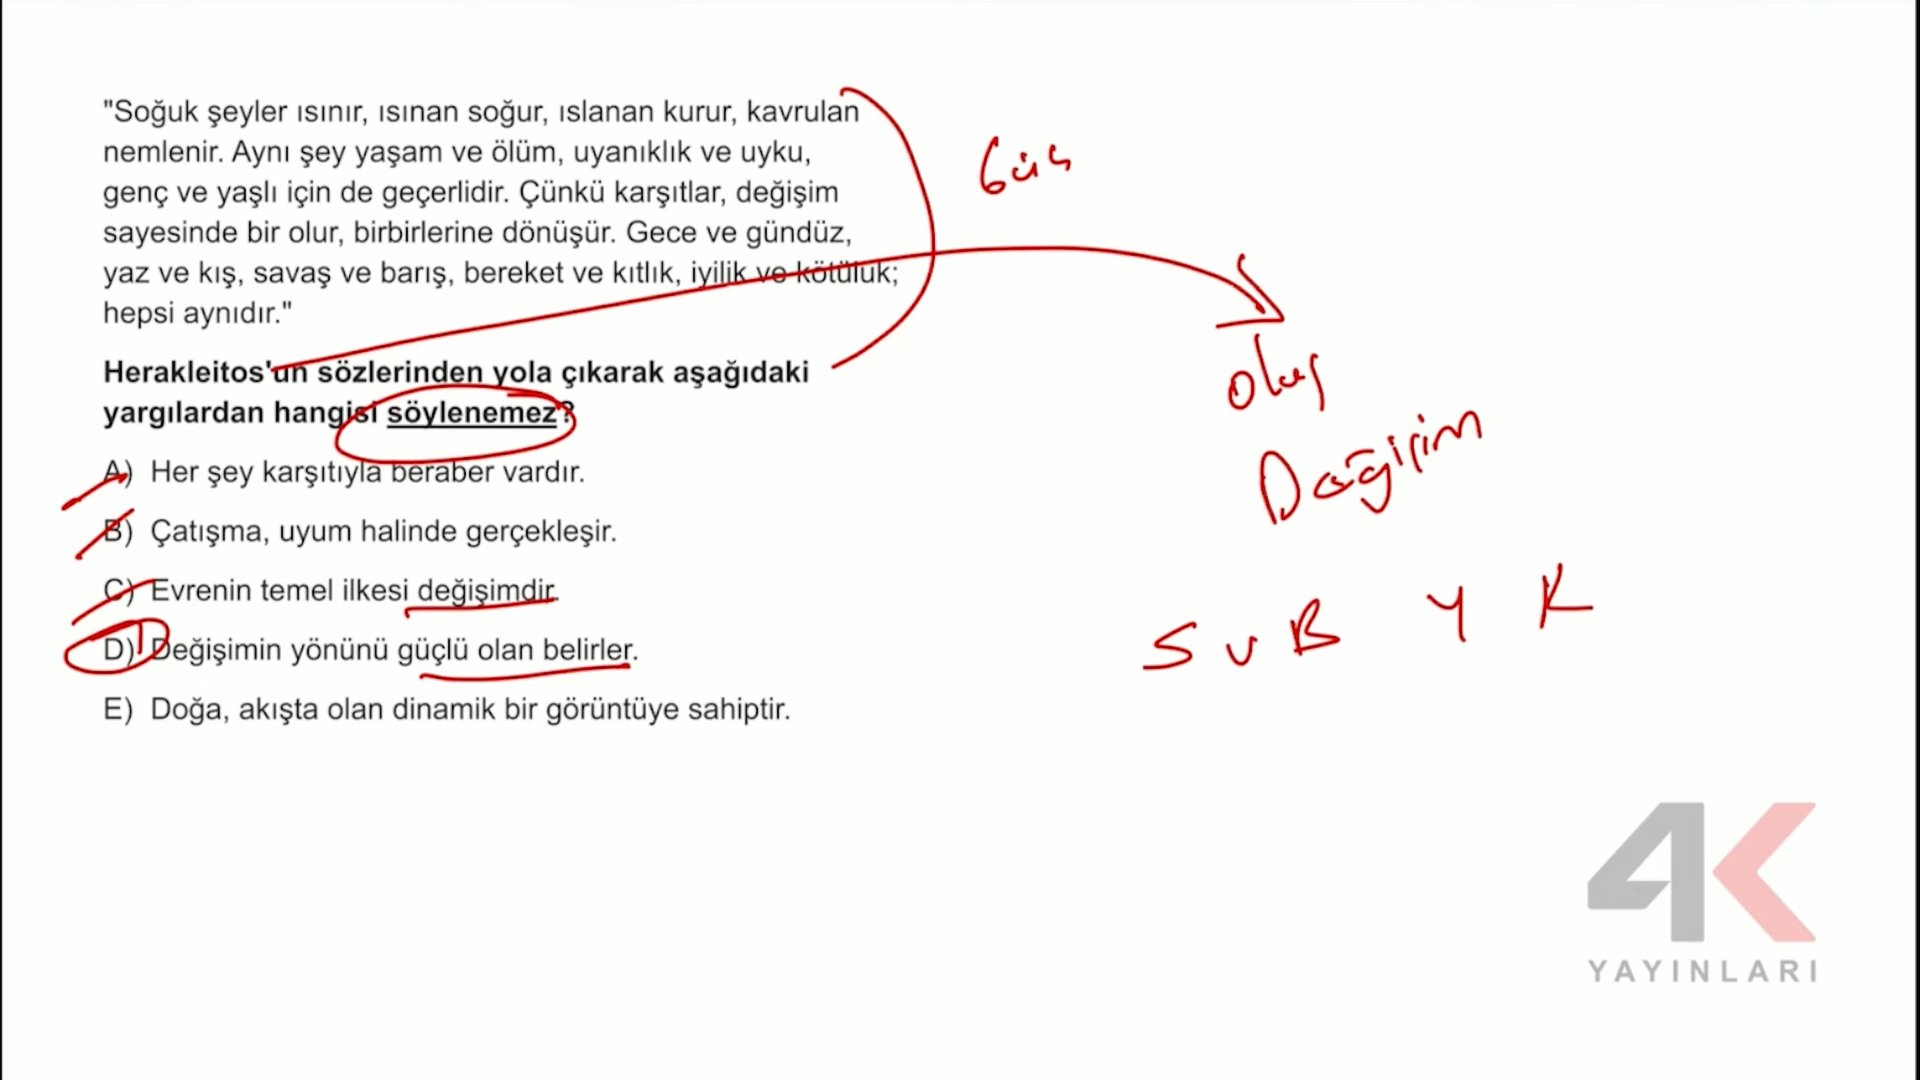 "Soğuk şeyler ısınır, ısınan soğur, ıslanan kurur, kavrulan
nemlenir. Aynı şey yaşam ve ölüm, uyanıklık ve uyku,
genç ve yaşlı için de geçerlidir. Çünkü karşıtlar, değişim
sayesinde bir olur, birbirlerine dönüşür. Gece ve gündüz,
yaz ve kış, savaş ve barış, bereket ve kıtlık, iyilik ve kötülük;
hepsi aynıdır."
Herakleitos'un sözlerinden yola çıkarak aşağıdaki
yargılardan hangisi söylenemez?
A) Her şey karşıtıyla beraber vardır.
B) Çatışma, uyum halinde gerçekleşir.
C) Evrenin temel ilkesi değişimdir.
D) Değişimin yönünü güçlü olan belirler.
E) Doğa, akışta olan dinamik bir görüntüye sahiptir.
Güç
oluş
Değişim
S u B Y K
4K
YAYINLARI